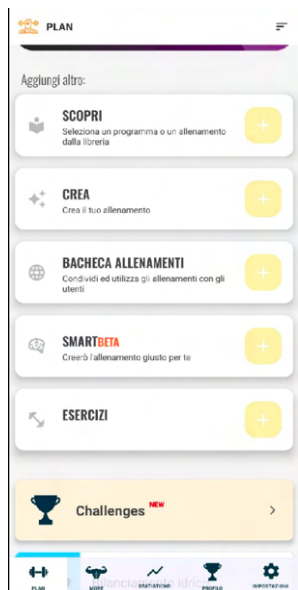 PLAN
Aggiungi altro:
SCOPRI
Seleziona un programma o un allenamento
dalla libreria
CREA
Crea il tuo allenamento
BACHECA ALLENAMENTI
Condividi ed utilizza gli allenamenti con gli
utenti
SMARTBETA
Creerò l'allenamento giusto per te
ESERCIZI
Challenges NEW
Bilanciamento Idrico
PLAN MORE STATISTICHE PROFILO IMPOSTAZIONI